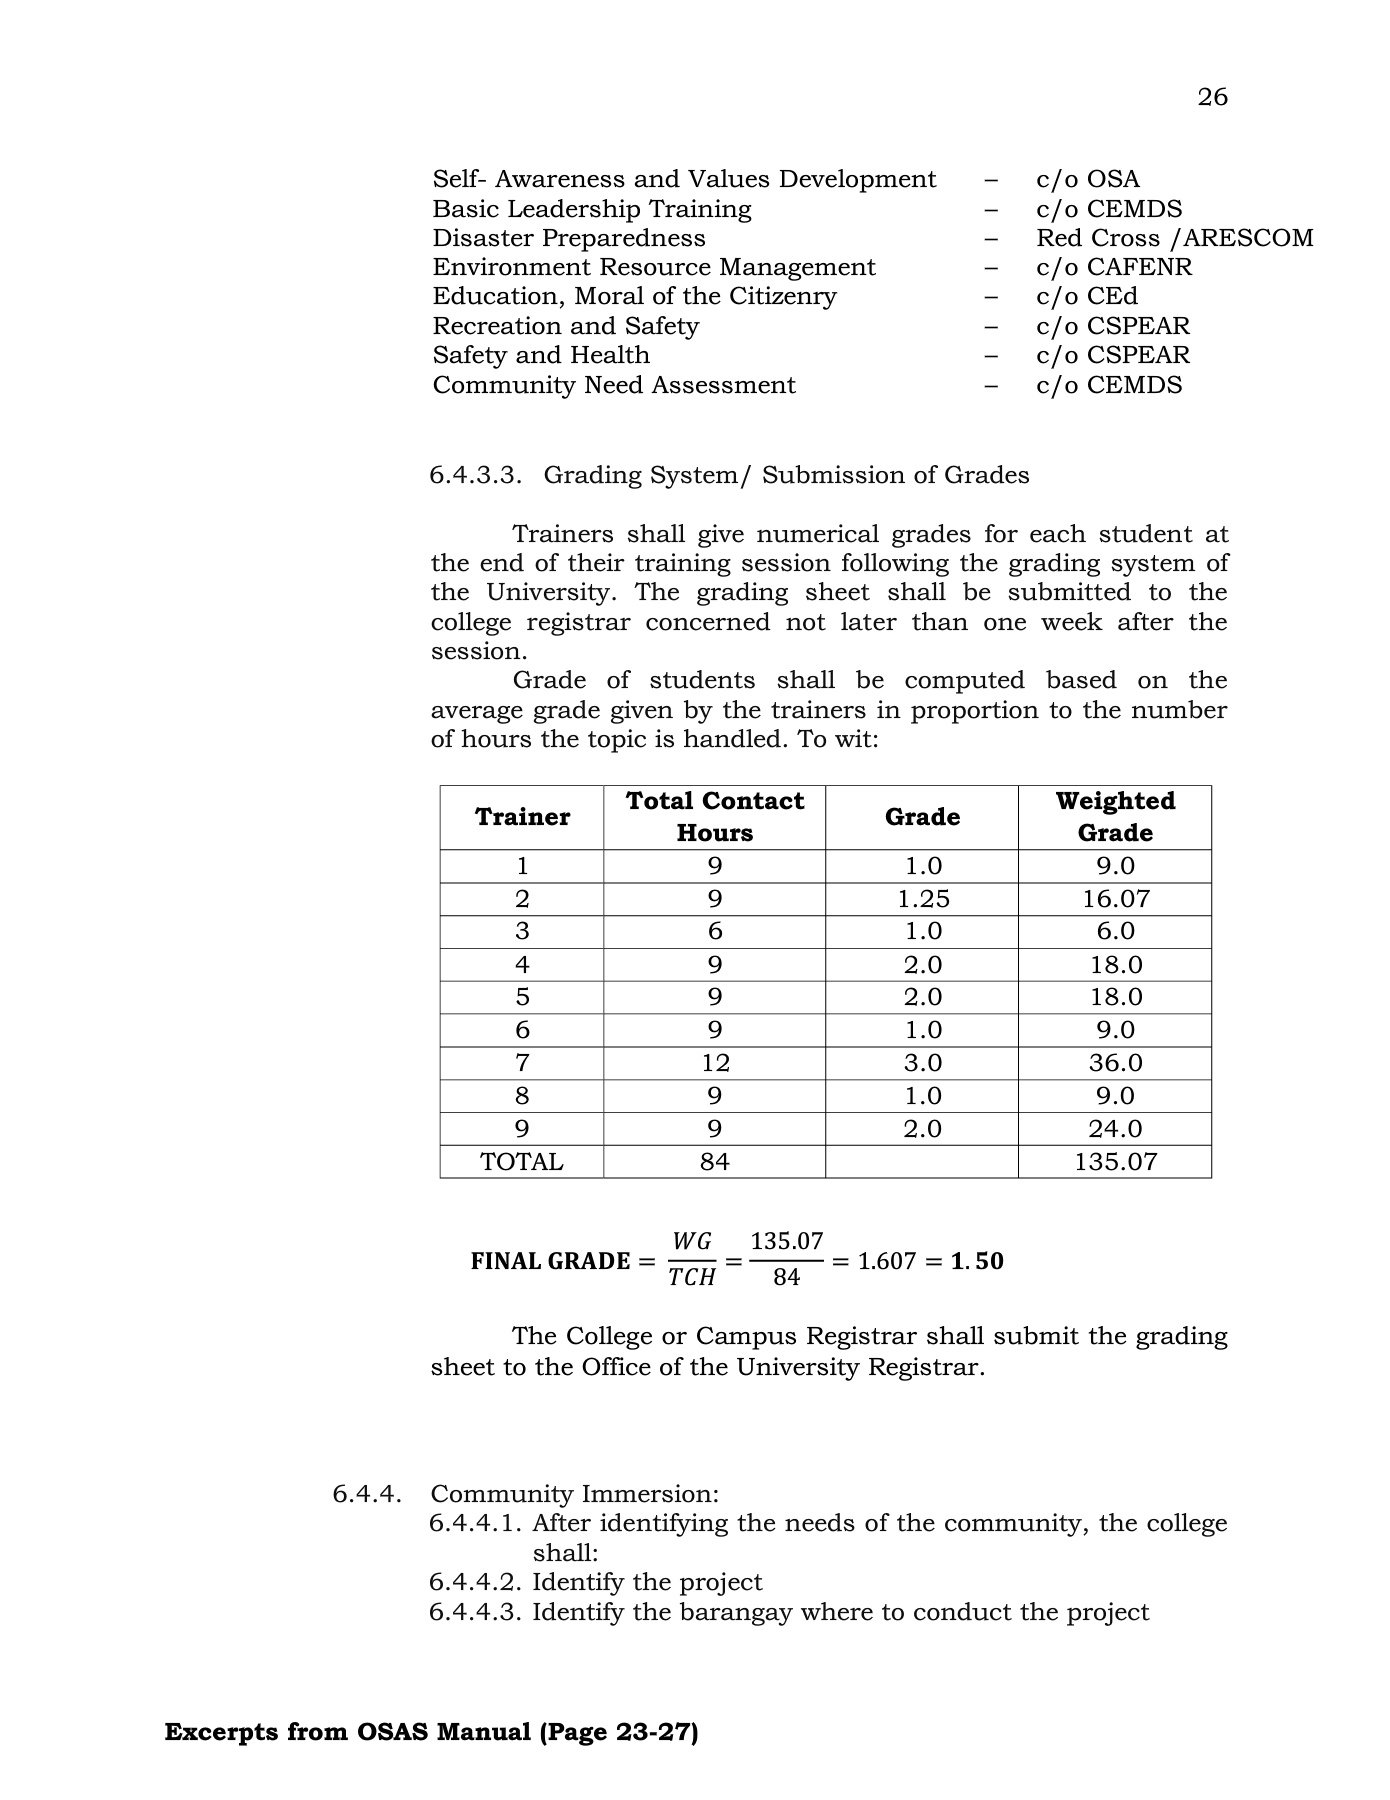 26
Self- Awareness and Values Development – c/o OSA
Basic Leadership Training – c/o CEMDS
Disaster Preparedness – Red Cross /ARESCOM
Environment Resource Management – c/o CAFENR
Education, Moral of the Citizenry – c/o CEd
Recreation and Safety – c/o CSPEAR
Safety and Health – c/o CSPEAR
Community Need Assessment – c/o CEMDS
6.4.3.3. Grading System/ Submission of Grades
Trainers shall give numerical grades for each student at
the end of their training session following the grading system of
the University. The grading sheet shall be submitted to the
college registrar concerned not later than one week after the
session.
Grade of students shall be computed based on the
average grade given by the trainers in proportion to the number
of hours the topic is handled. To wit:
Trainer Total Contact Hours Grade Weighted Grade
1 9 1.0 9.0
2 9 1.25 16.07
3 6 1.0 6.0
4 9 2.0 18.0
5 9 2.0 18.0
6 9 1.0 9.0
7 12 3.0 36.0
8 9 1.0 9.0
9 9 2.0 24.0
TOTAL 84 135.07
FINAL GRADE = WG/TCH = 135.07/84 = 1.607 = 1.50
The College or Campus Registrar shall submit the grading
sheet to the Office of the University Registrar.
6.4.4. Community Immersion:
6.4.4.1. After identifying the needs of the community, the college
shall:
6.4.4.2. Identify the project
6.4.4.3. Identify the barangay where to conduct the project
Excerpts from OSAS Manual (Page 23-27)